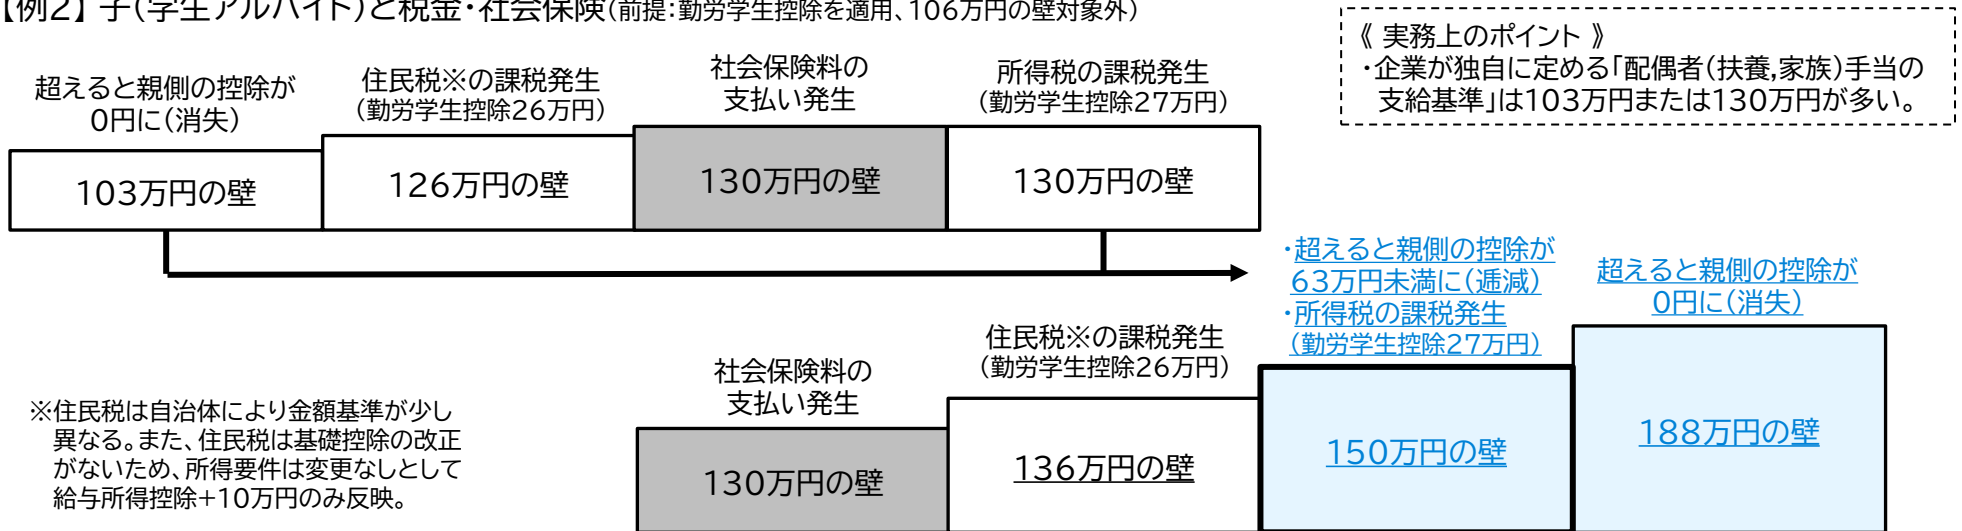 【例2】子(学生アルバイト)と税金・社会保険(前提:勤労学生控除を適用、106万円の壁対象外)
《 実務上のポイント 》
・企業が独自に定める「配偶者(扶養,家族)手当の
支給基準」は103万円または130万円が多い。
超えると親側の控除が
0円に(消失)
住民税※の課税発生
(勤労学生控除26万円)
社会保険料の
支払い発生
所得税の課税発生
(勤労学生控除27万円)
103万円の壁
126万円の壁
130万円の壁
130万円の壁
・超えると親側の控除が
63万円未満に(逓減)
・所得税の課税発生
(勤労学生控除27万円)
超えると親側の控除が
0円に(消失)
社会保険料の
支払い発生
住民税※の課税発生
(勤労学生控除26万円)
130万円の壁
136万円の壁
150万円の壁
188万円の壁
※住民税は自治体により金額基準が少し
異なる。また、住民税は基礎控除の改正
がないため、所得要件は変更なしとして
給与所得控除+10万円のみ反映。